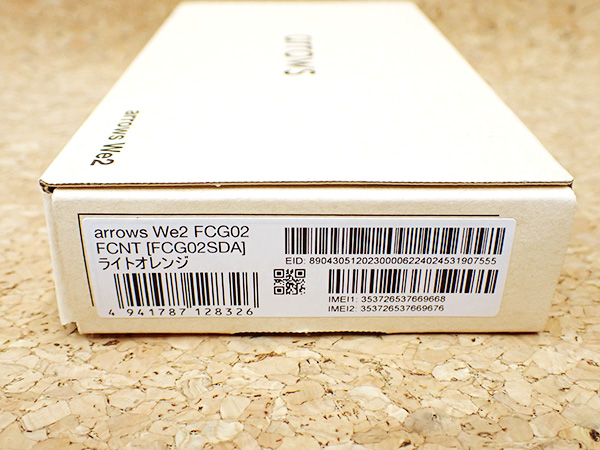 arrows
arrows We2
arrows We2 FCG02
FCNT [FCG02SDA]
ライトオレンジ
4 941787 128326
EID: 89043051202300006224024531907555
IMEI1: 353726537669668
IMEI2: 353726537669676